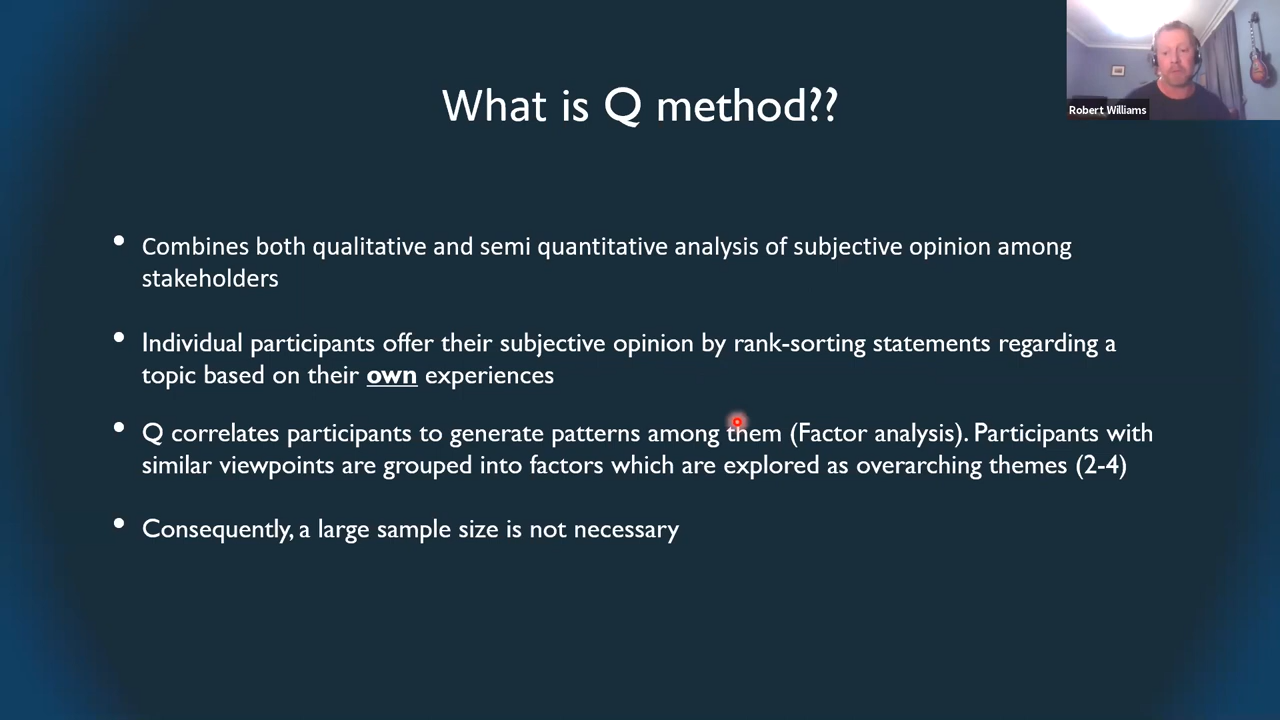 What is Q method??
Robert Williams
• Combines both qualitative and semi quantitative analysis of subjective opinion among
stakeholders
• Individual participants offer their subjective opinion by rank-sorting statements regarding a
topic based on their own experiences
• Q correlates participants to generate patterns among them (Factor analysis). Participants with
similar viewpoints are grouped into factors which are explored as overarching themes (2-4)
• Consequently, a large sample size is not necessary